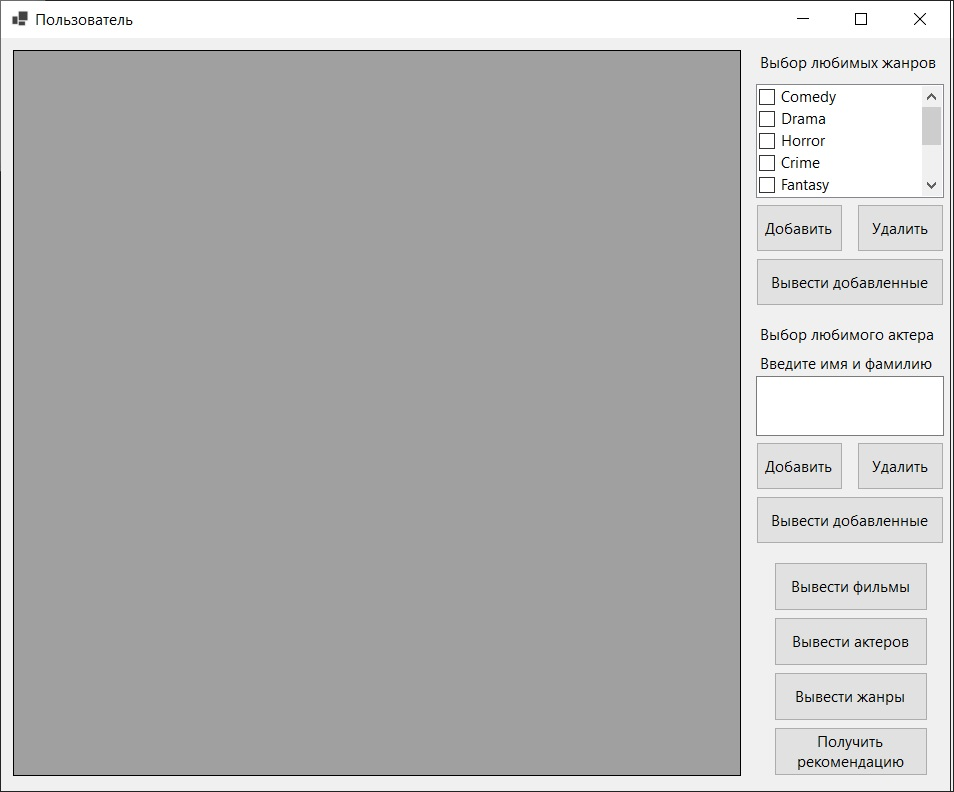 Пользователь
Выбор любимых жанров
Comedy
Drama
Horror
Crime
Fantasy
Добавить Удалить
Вывести добавленные
Выбор любимого актера
Введите имя и фамилию
Добавить Удалить
Вывести добавленные
Вывести фильмы
Вывести актеров
Вывести жанры
Получить
рекомендацию